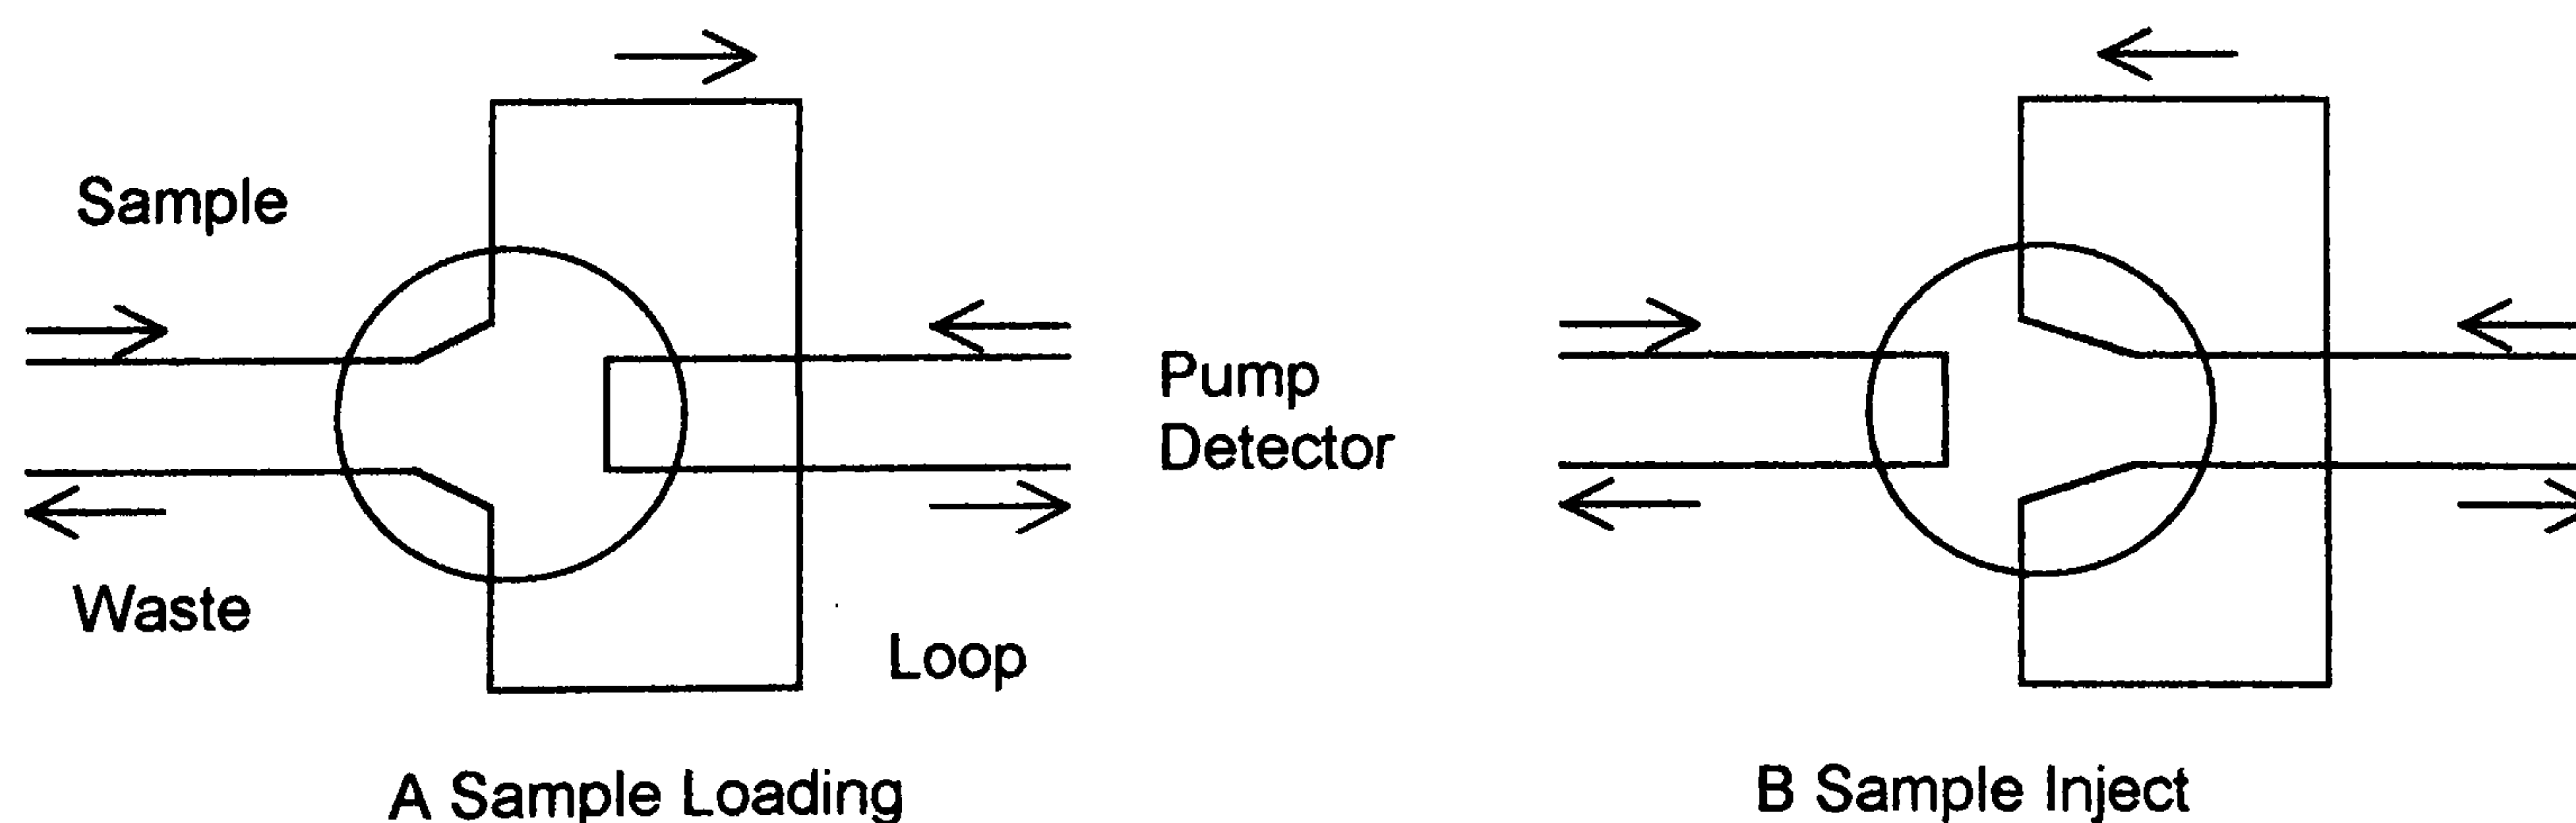 Sample
Pump
Detector
Waste
Loop
A Sample Loading
B Sample Inject